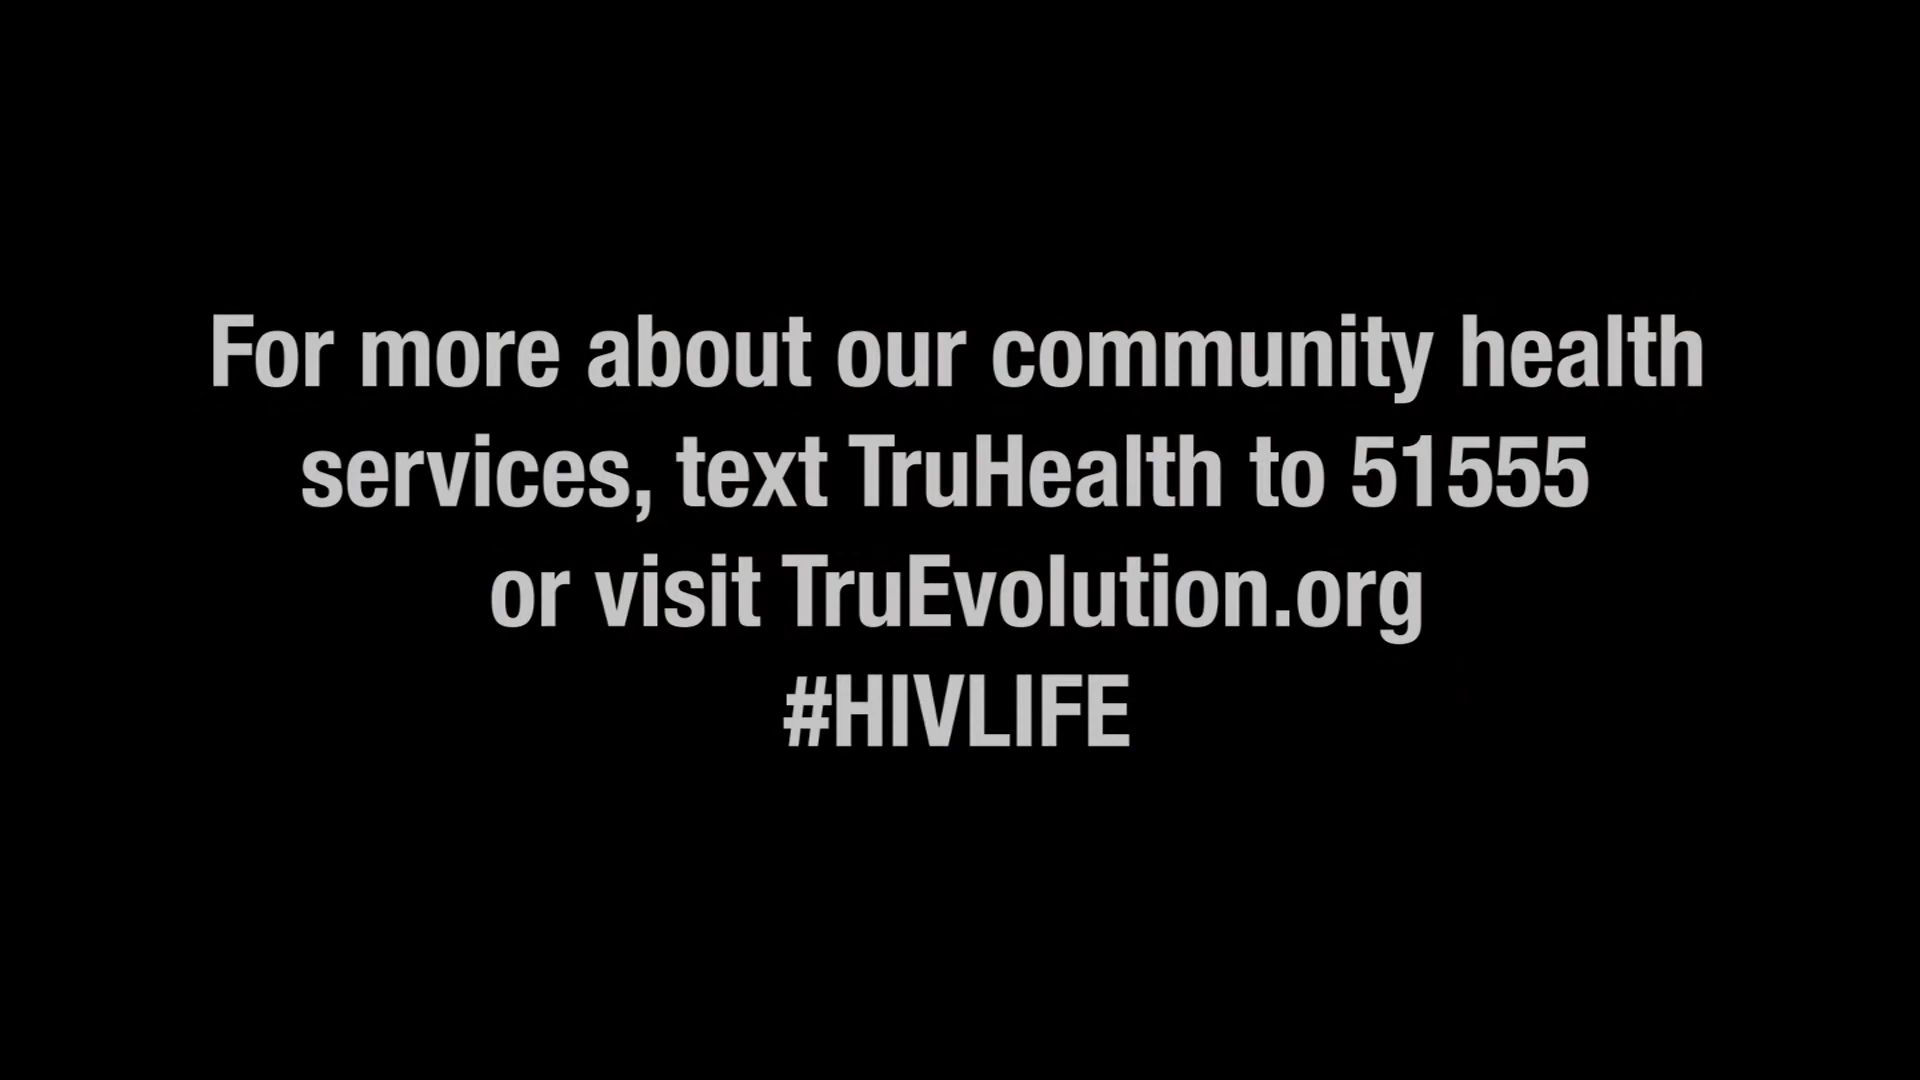 For more about our community health
services, text TruHealth to 51555
or visit TruEvolution.org
#HIVLIFE